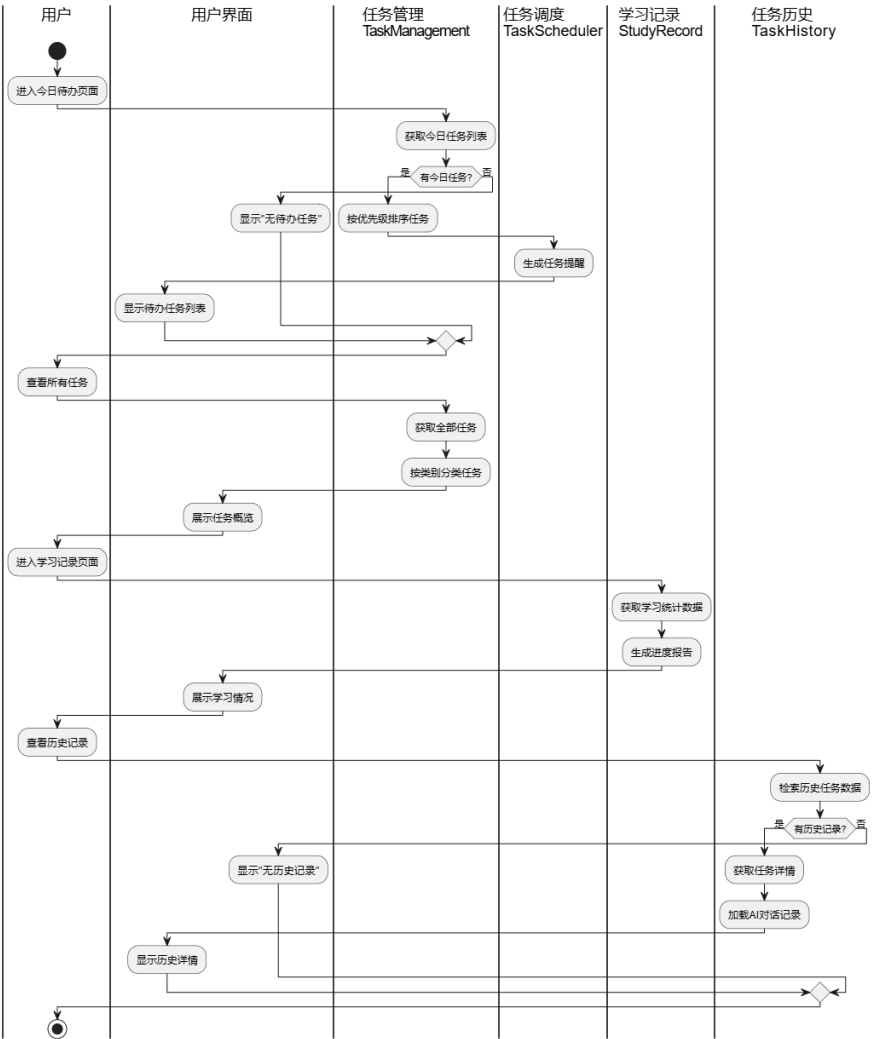 用户
用户界面
任务管理
TaskManagement
任务调度
TaskScheduler
学习记录
StudyRecord
任务历史
TaskHistory
进入今日待办页面
获取今日任务列表
是
有今日任务?
否
显示"无待办任务"
按优先级排序任务
生成任务提醒
显示待办任务列表
查看所有任务
获取全部任务
按类别分类任务
展示任务概览
进入学习记录页面
获取学习统计数据
生成进度报告
展示学习情况
查看历史记录
检索历史任务数据
是
有历史记录?
否
显示"无历史记录"
获取任务详情
加载AI对话记录
显示历史详情